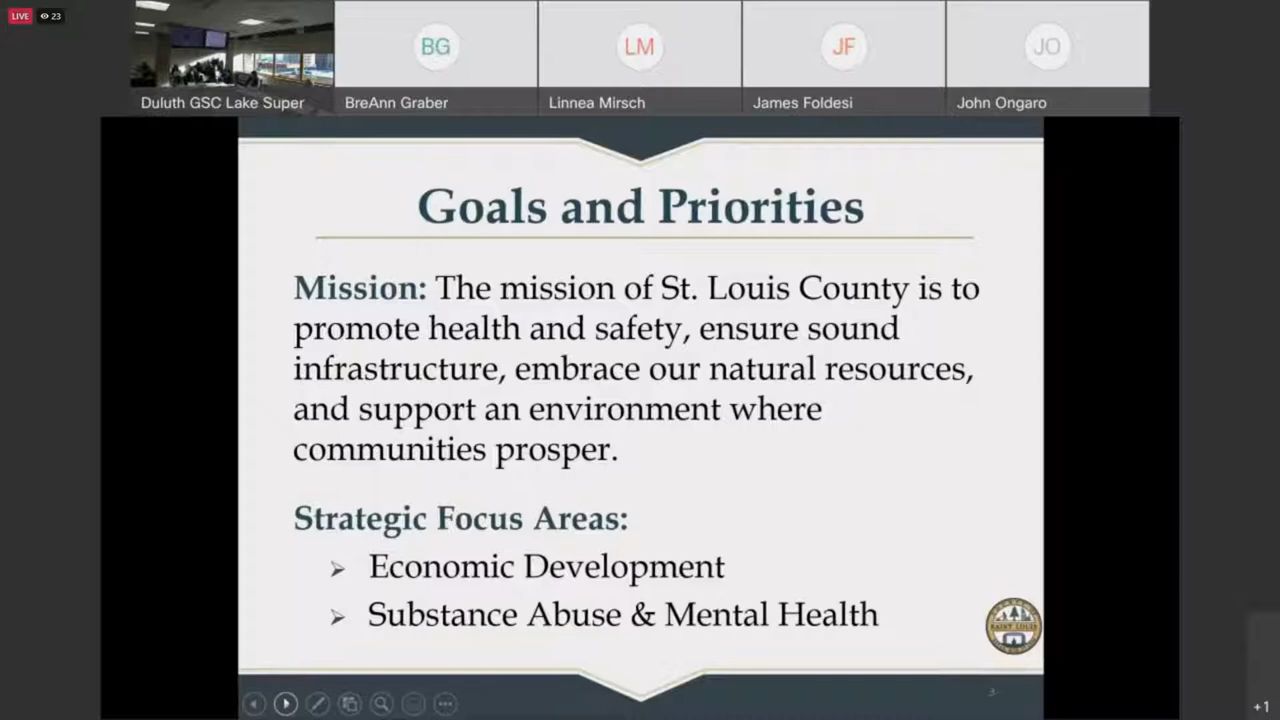 LIVE 23
BG
LM
JF
JO
Duluth GSC Lake Super
BreAnn Graber
Linnea Mirsch
James Foldesi
John Ongaro
Goals and Priorities
Mission: The mission of St. Louis County is to
promote health and safety, ensure sound
infrastructure, embrace our natural resources,
and support an environment where
communities prosper.
Strategic Focus Areas:
➢ Economic Development
➢ Substance Abuse & Mental Health
SAINT LOUIS
3
+1